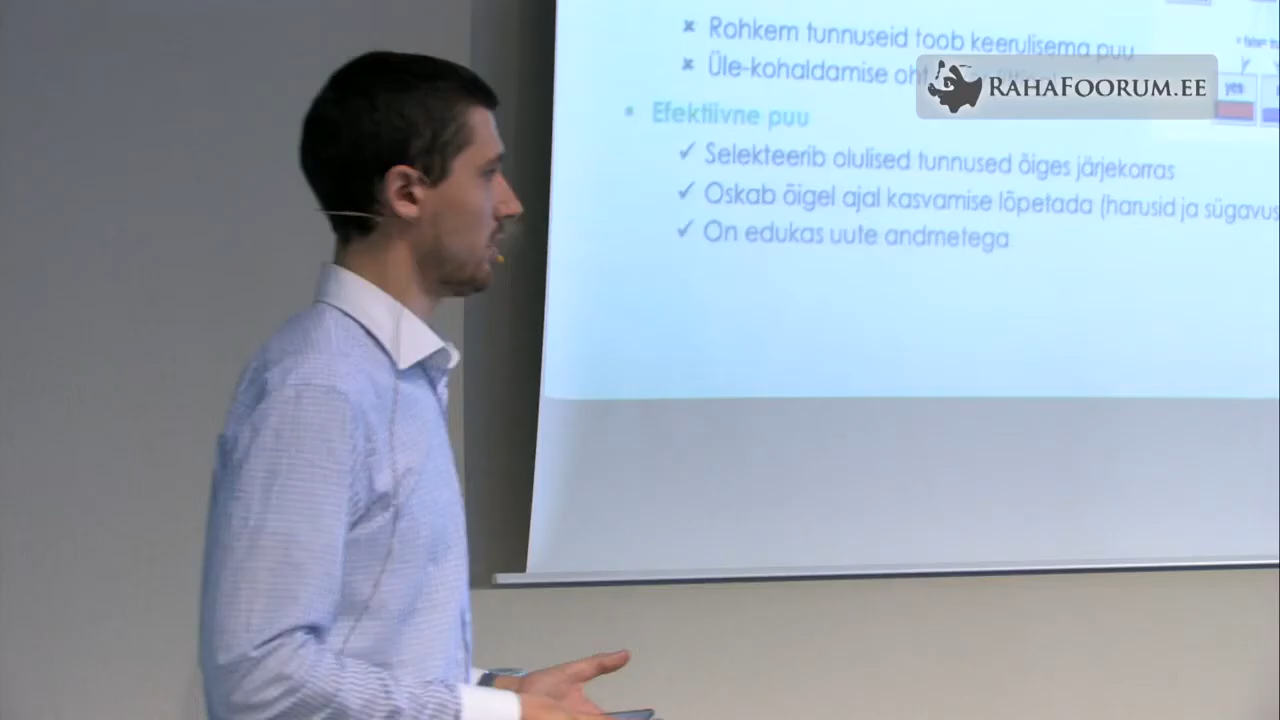 Rohkem tunnuseid toob keerulisema puu
Üle-kohaldamise oht
RAHAFOORUM.EE
yes
Efektiivne puu
Selekteerib olulised tunnused õiges järjekorras
Oskab õigel ajal kasvamise lõpetada (harusid ja sügavus
On edukas uute andmetega